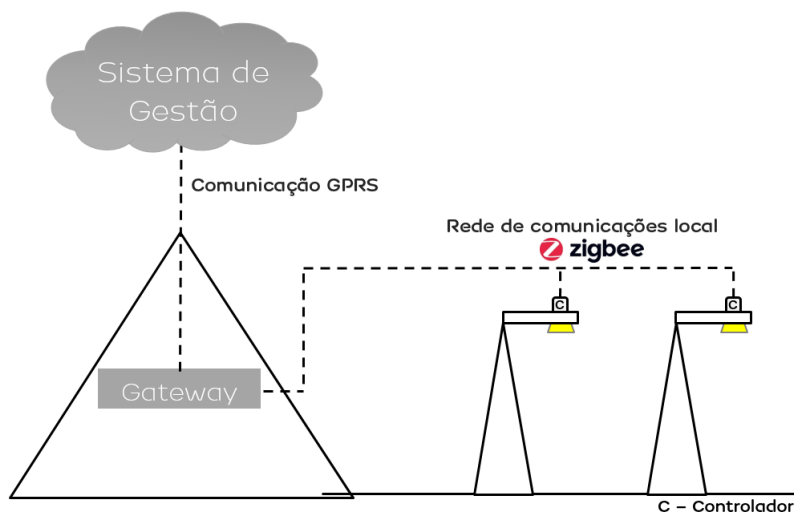 Sistema de
Gestão
Comunicação GPRS
Rede de comunicações local
zigbee
C
C
Gateway
C – Controlador